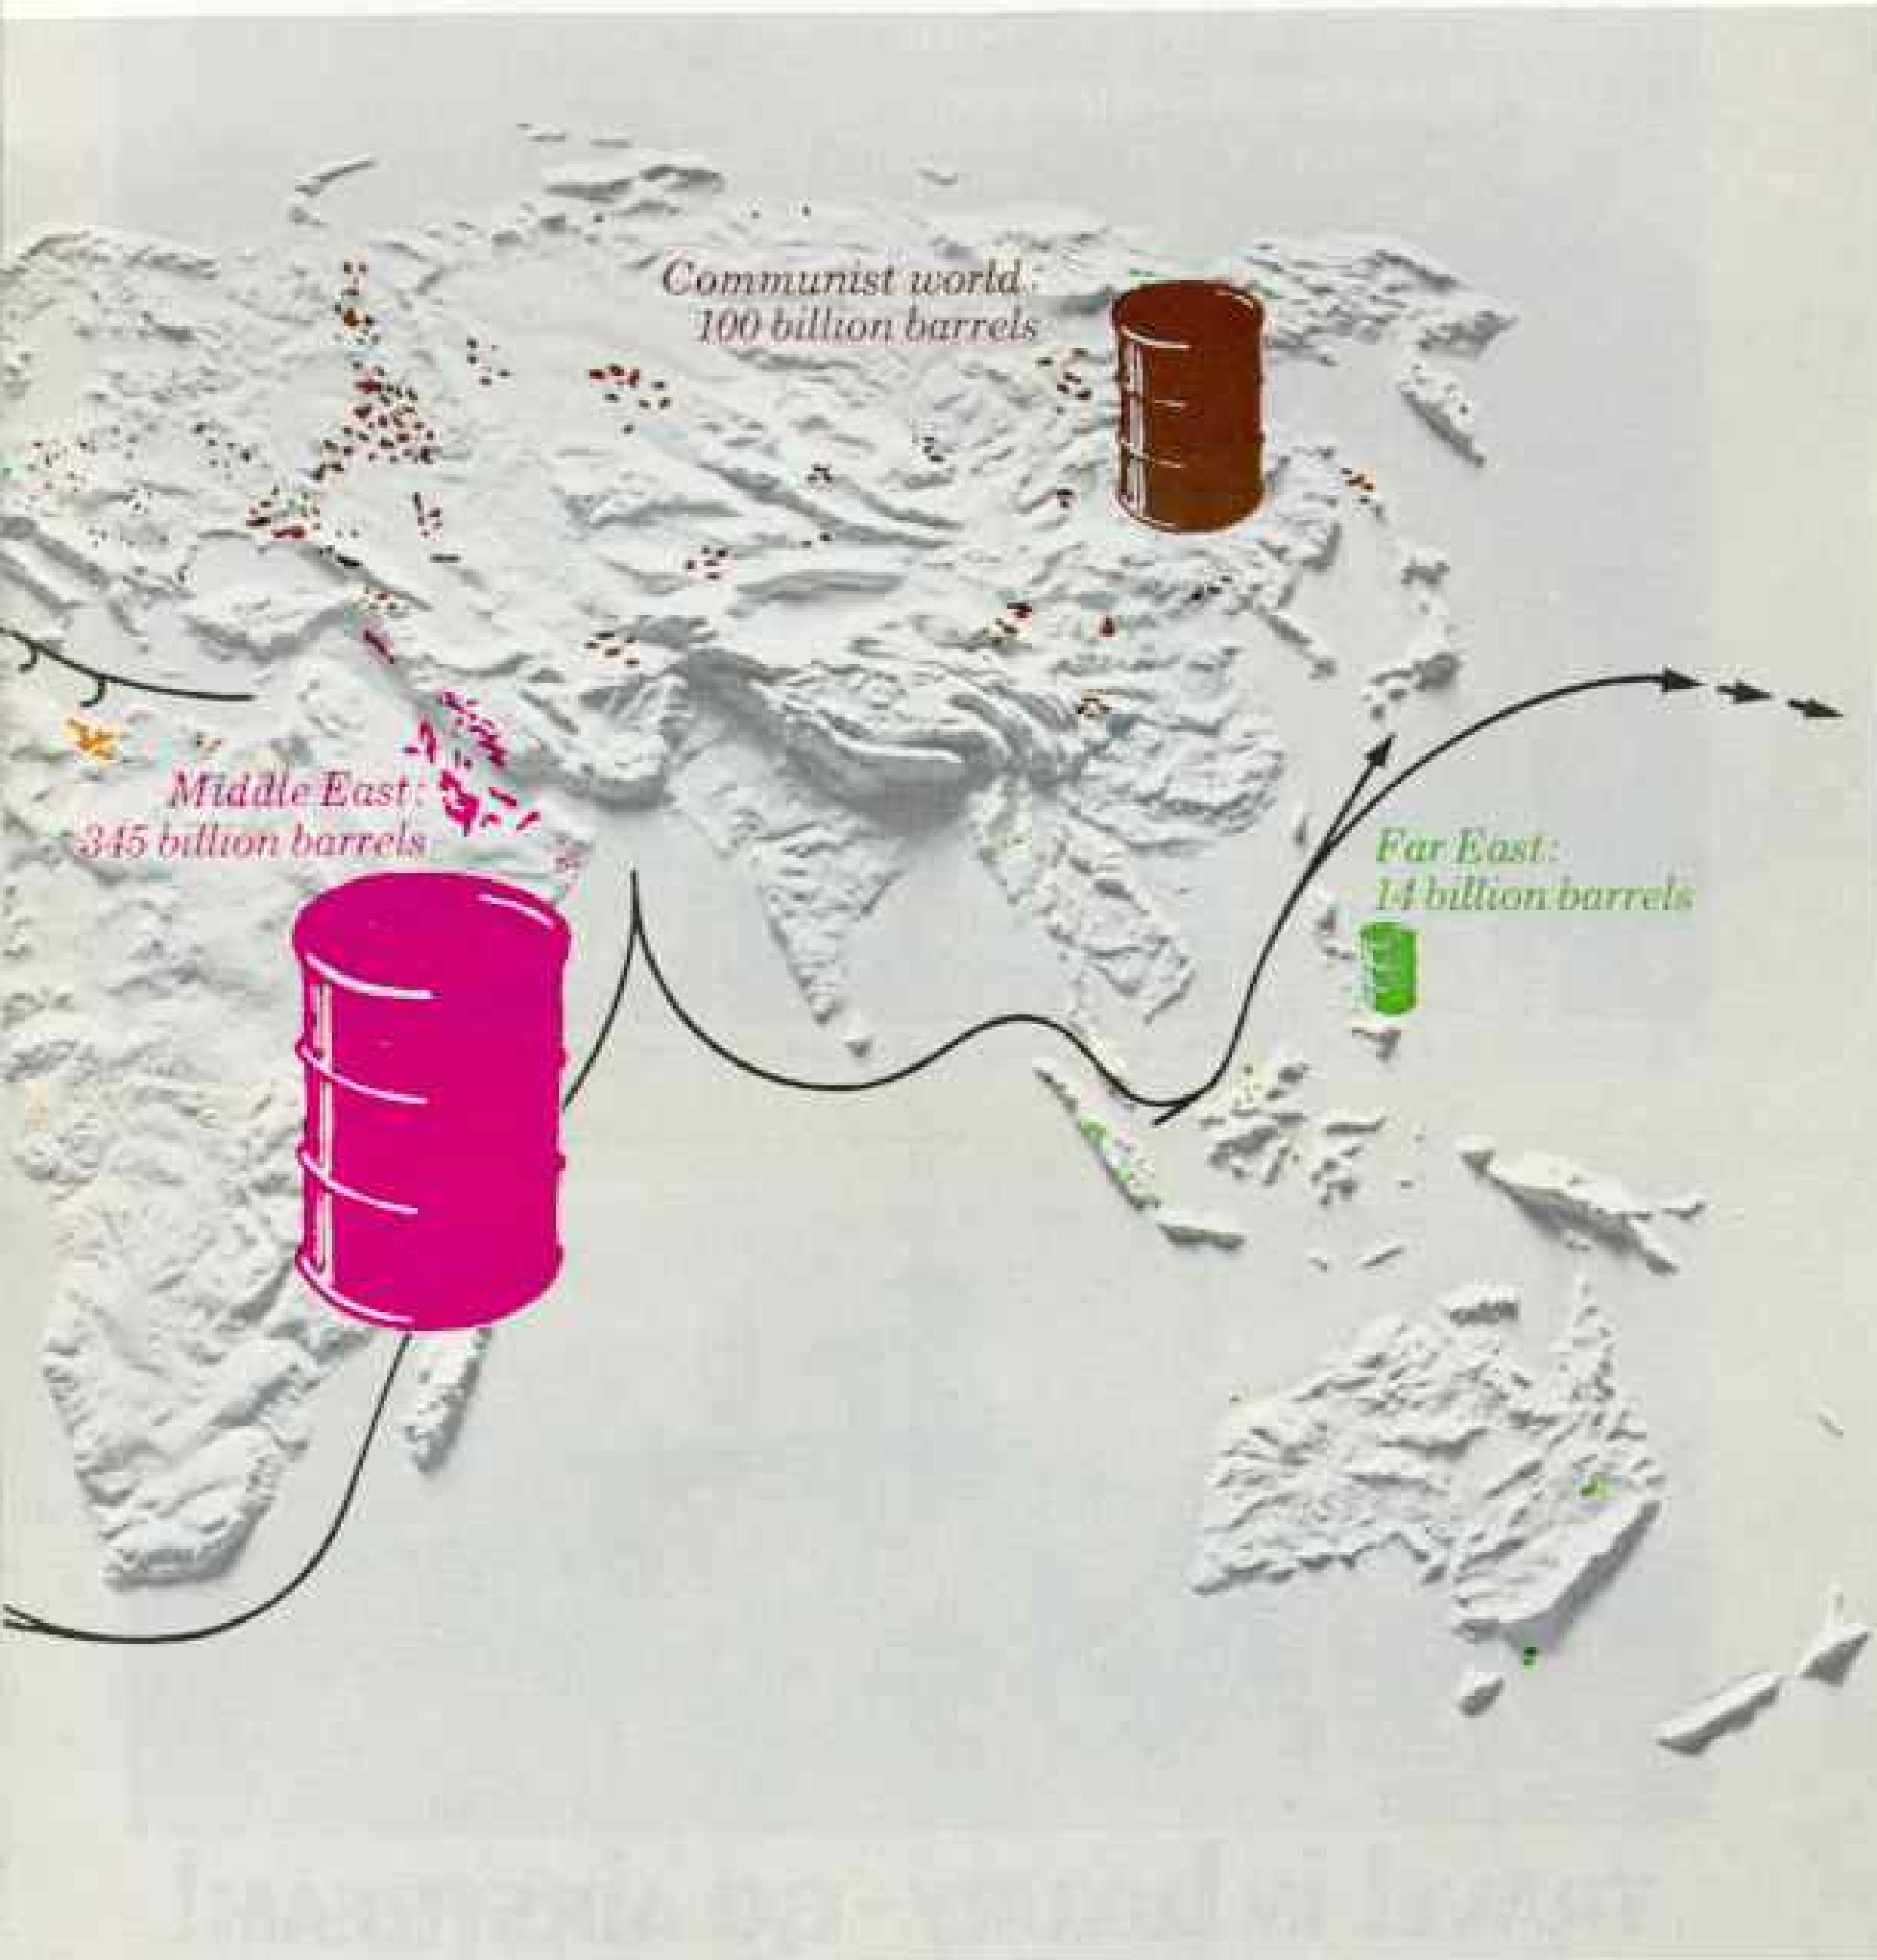 Communist world:
100 billion barrels
Middle East:
345 billion barrels
Far East:
14 billion barrels